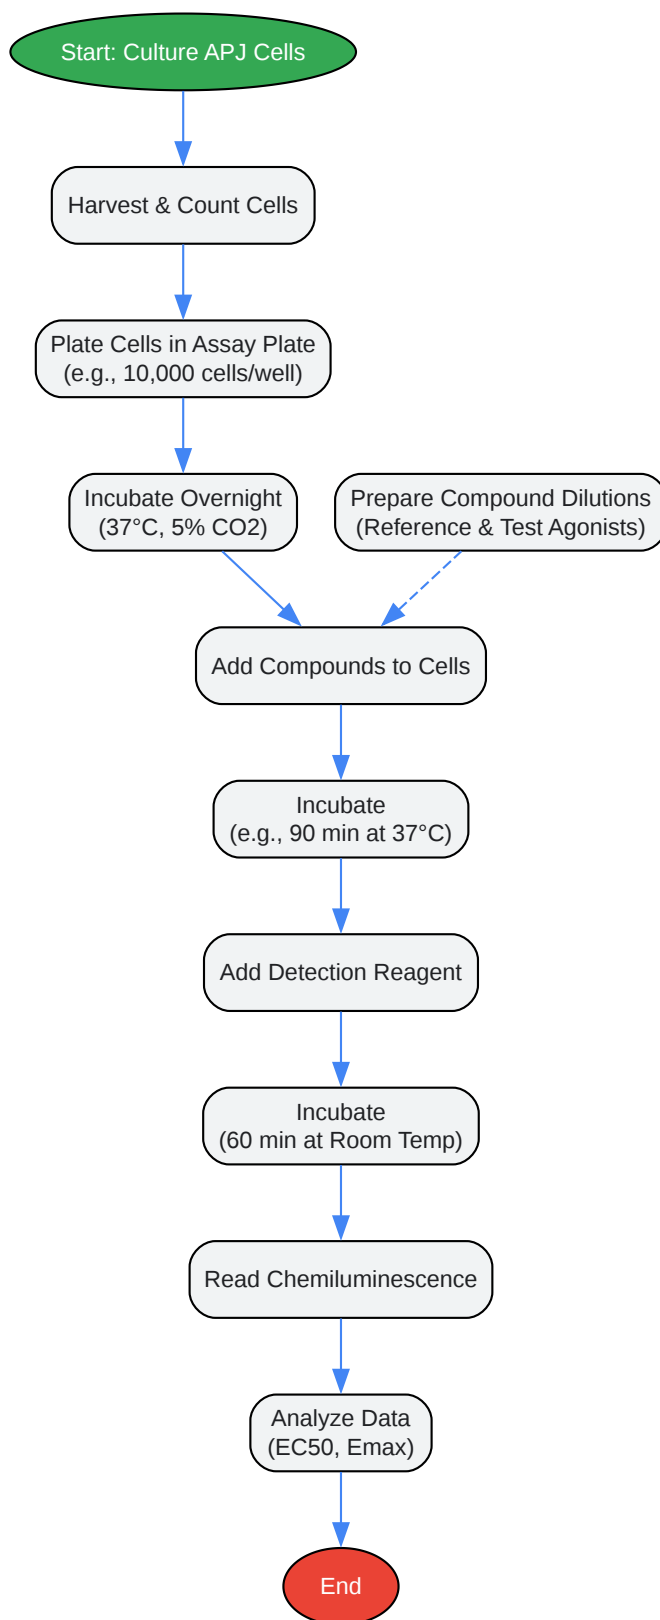 Start: Culture APJ Cells
Harvest & Count Cells
Plate Cells in Assay Plate
(e.g., 10,000 cells/well)
Incubate Overnight
(37°C, 5% CO2)
Prepare Compound Dilutions
(Reference & Test Agonists)
Add Compounds to Cells
Incubate
(e.g., 90 min at 37°C)
Add Detection Reagent
Incubate
(60 min at Room Temp)
Read Chemiluminescence
Analyze Data
(EC50, Emax)
End